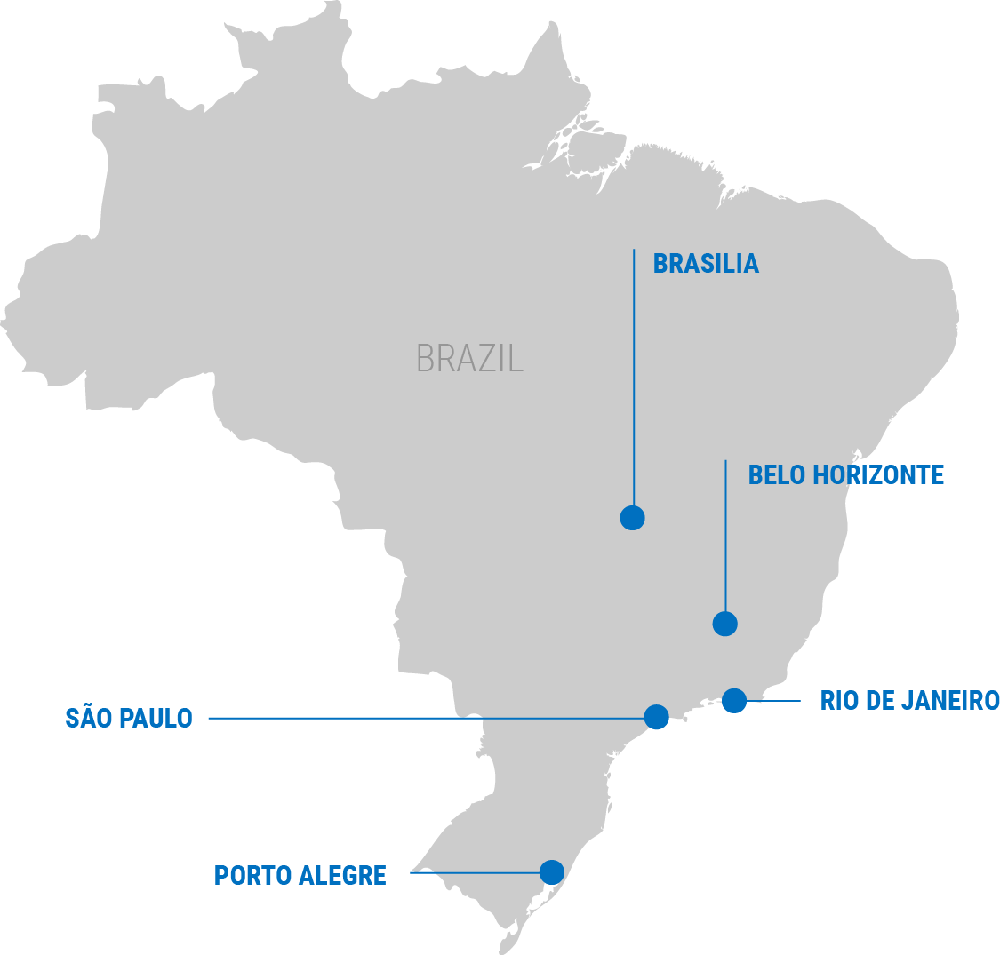 BRASILIA
BRAZIL
BELO HORIZONTE
RIO DE JANEIRO
SÃO PAULO
PORTO ALEGRE